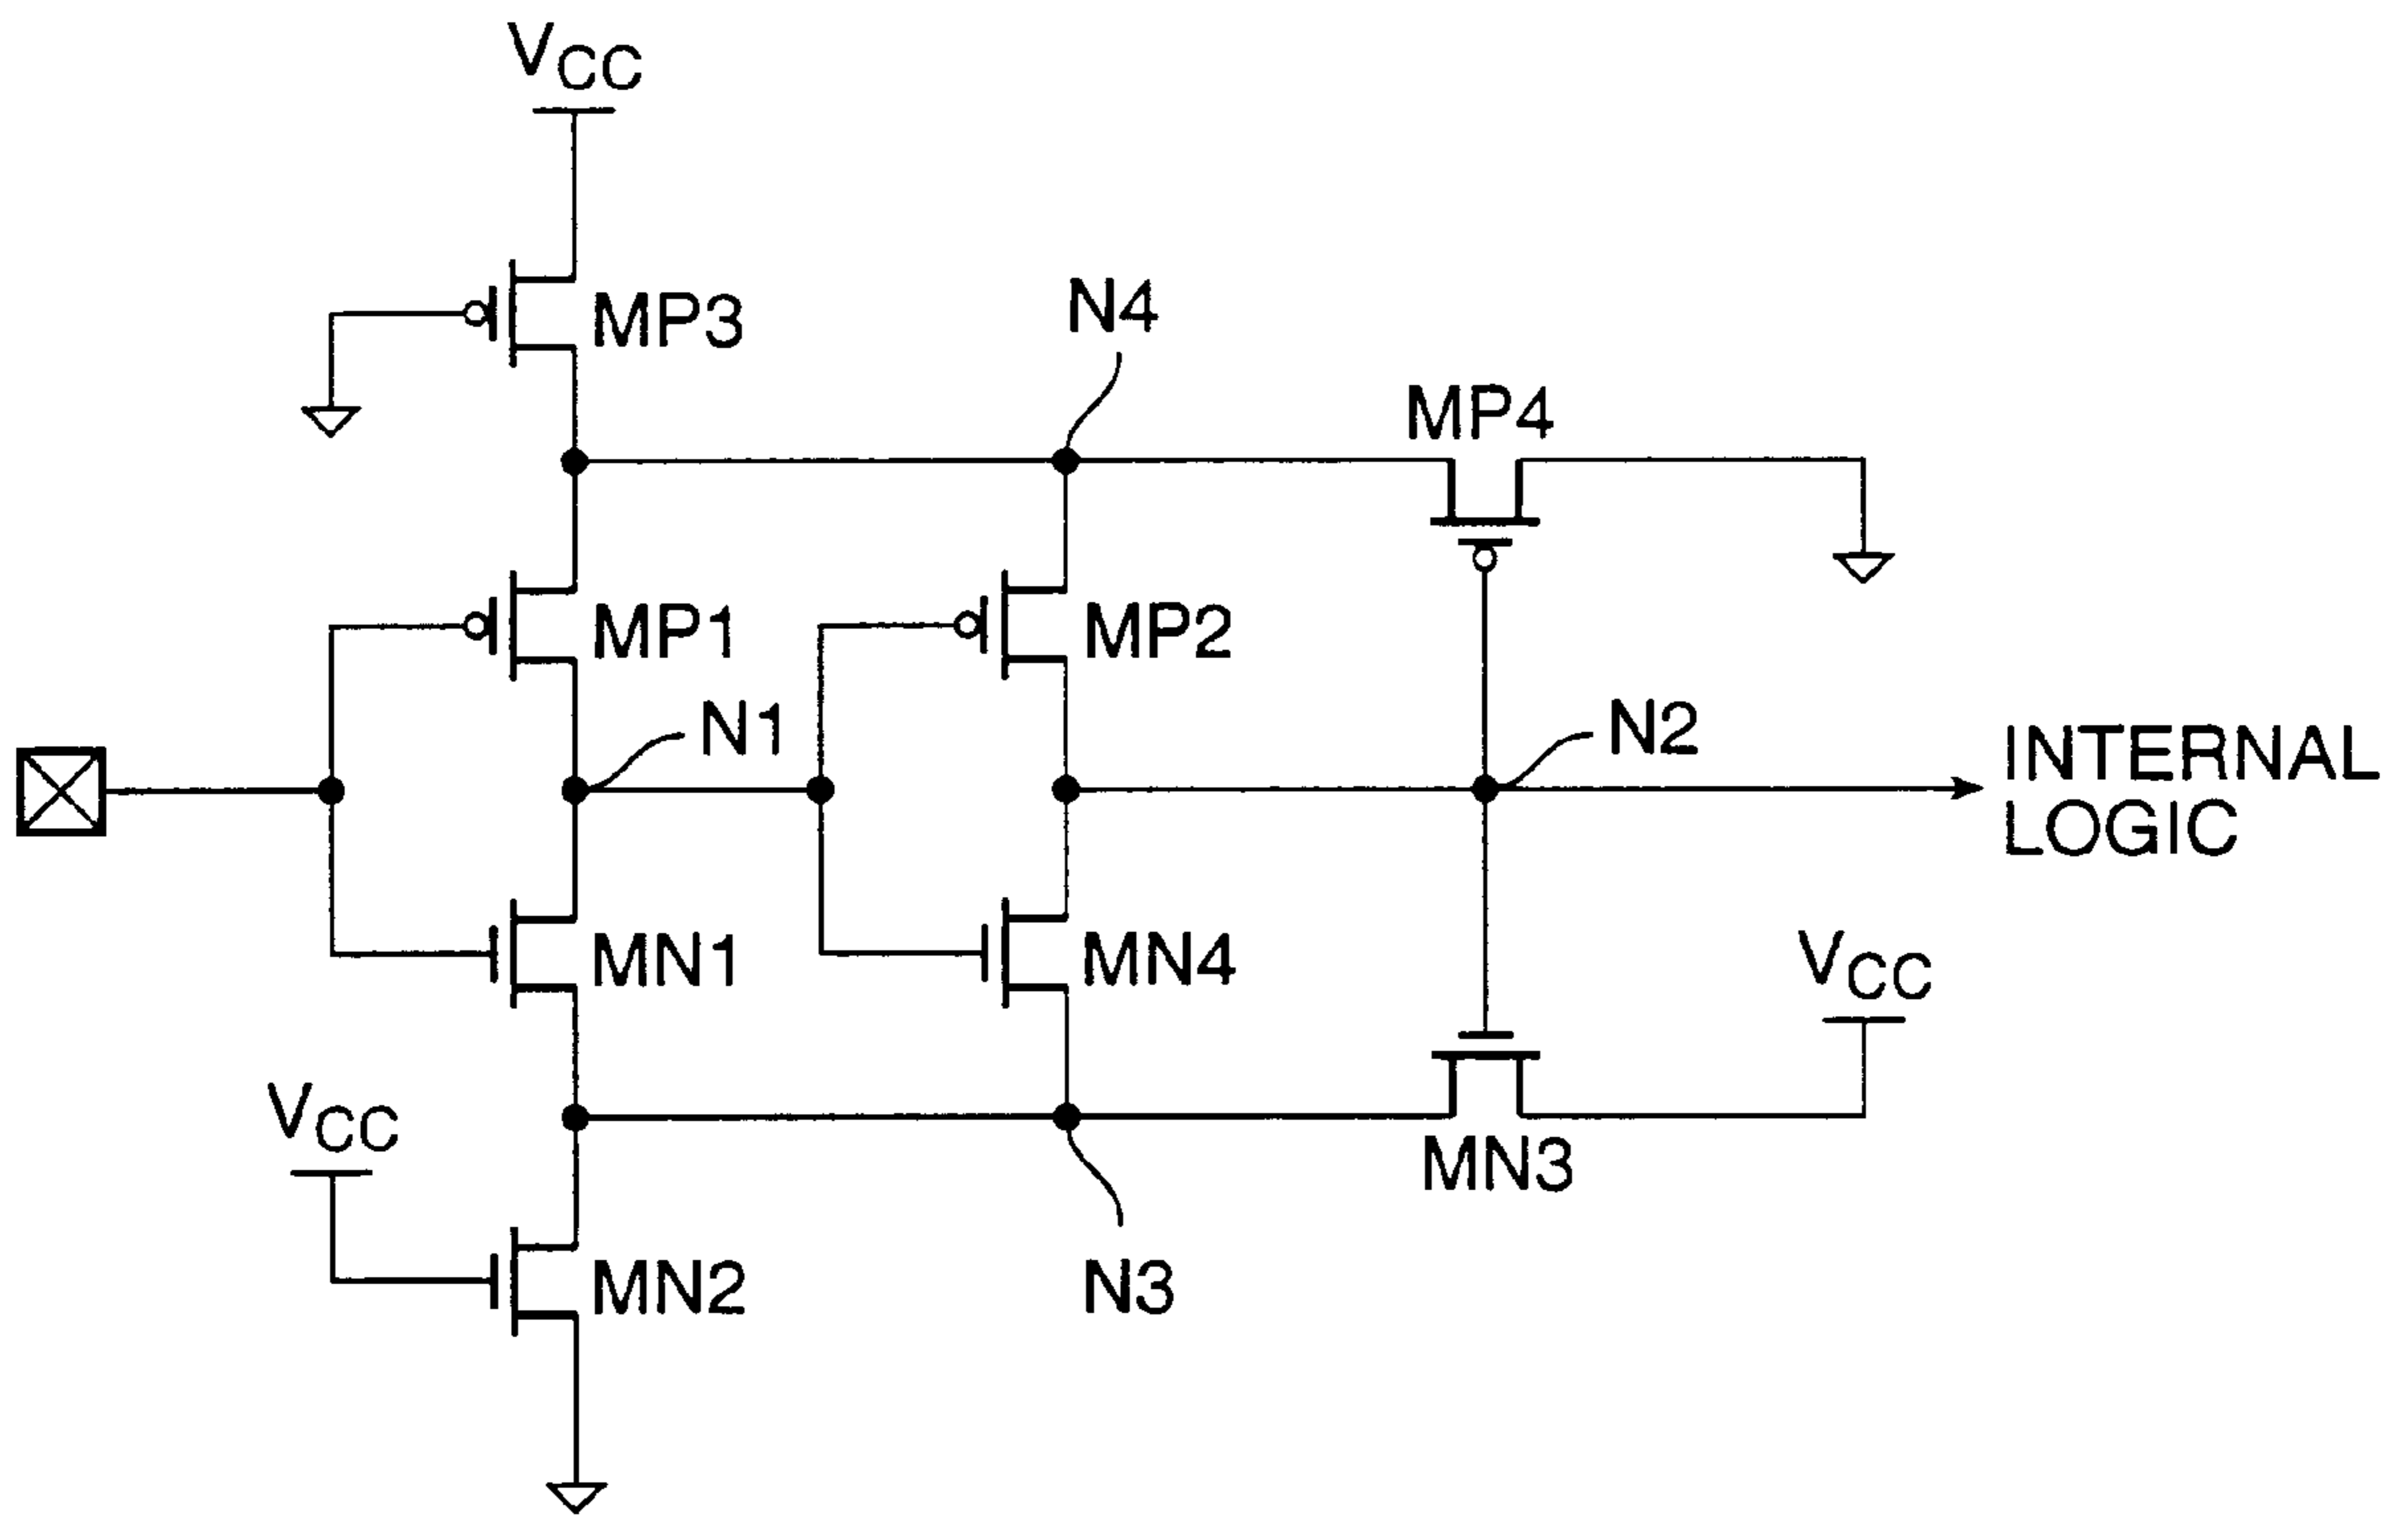 VCC
MP3
N4
MP4
MP1
MP2
N1
N2
INTERNAL
LOGIC
MN1
MN4
VCC
VCC
MN3
MN2
N3